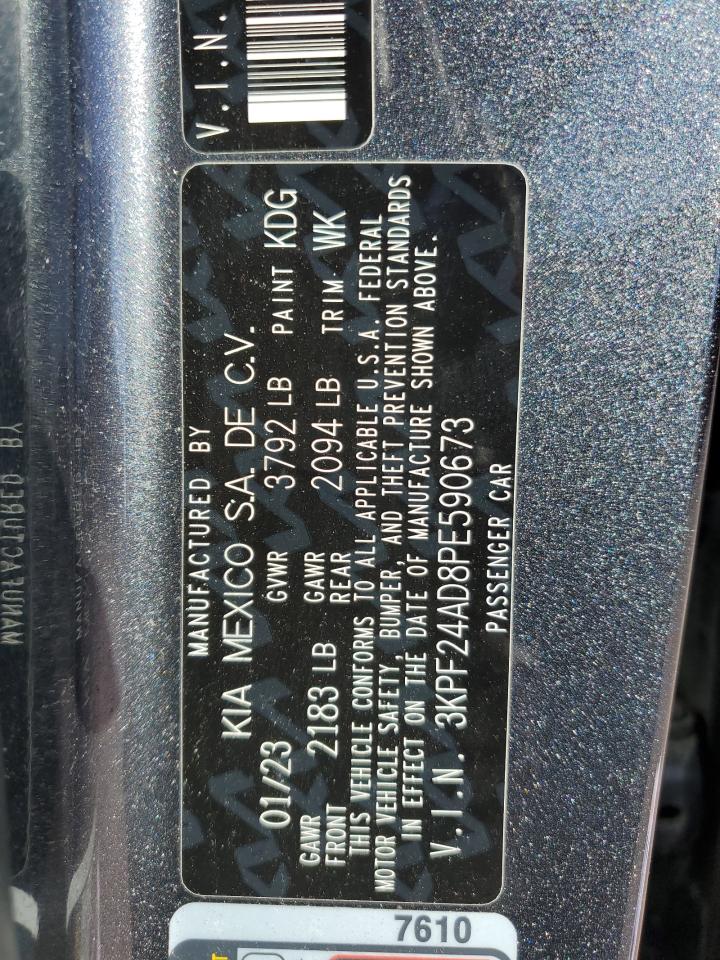 V.I.N.
MANUFACTURED BY
KIA MEXICO S.A. DE C.V.
01/23 GVWR 3792 LB PAINT KDG
GAWR FRONT 2183 LB GAWR REAR 2094 LB TRIM WK
THIS VEHICLE CONFORMS TO ALL APPLICABLE U.S.A. FEDERAL
MOTOR VEHICLE SAFETY, BUMPER, AND THEFT PREVENTION STANDARDS
IN EFFECT ON THE DATE OF MANUFACTURE SHOWN ABOVE.
V.I.N. 3KPF24AD8PE590673
PASSENGER CAR
7610
MANUFACTURED BY